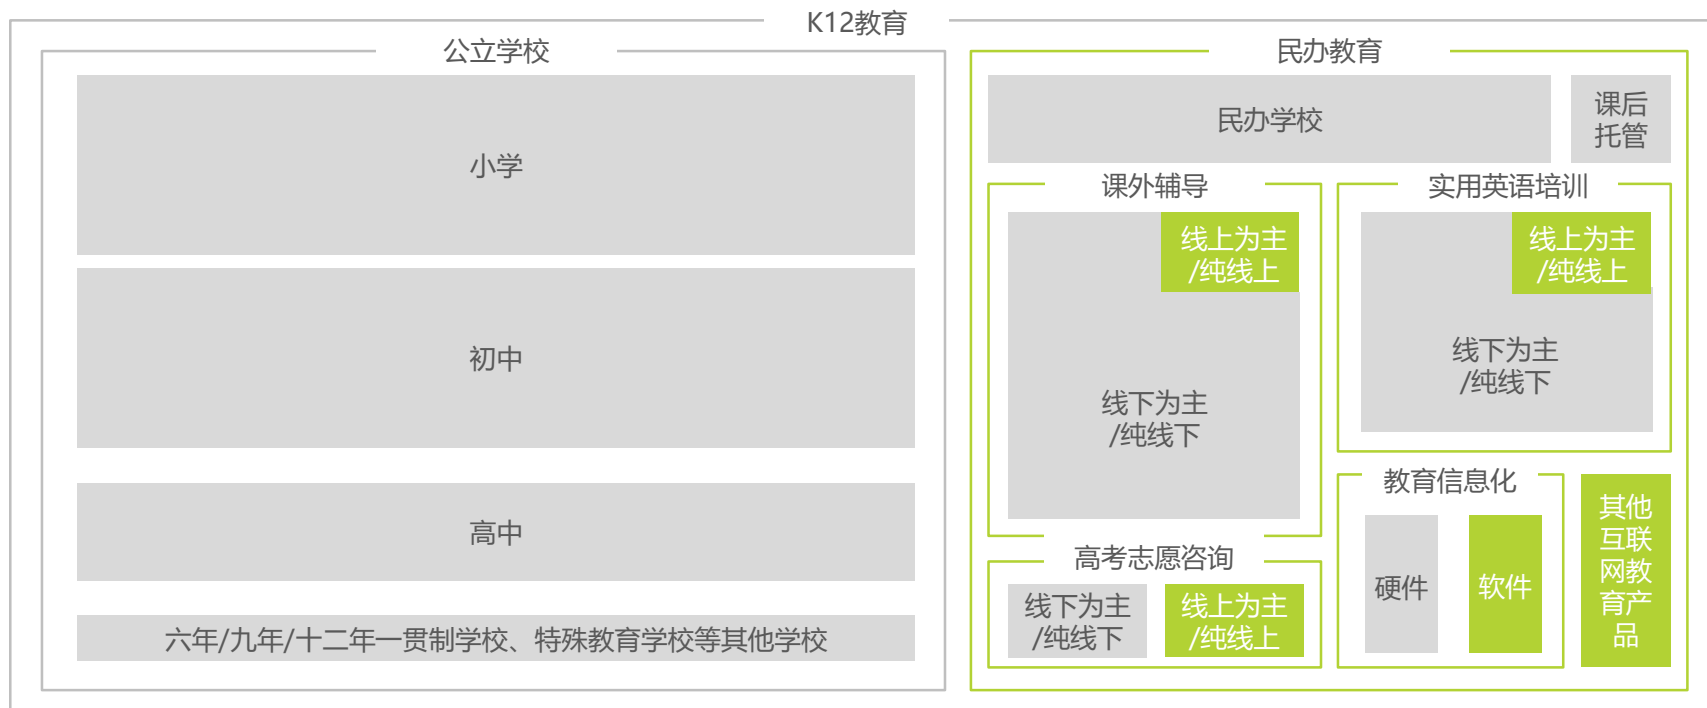 K12教育
公立学校
小学
初中
高中
六年/九年/十二年一贯制学校、特殊教育学校等其他学校
民办教育
民办学校
课后
托管
课外辅导
线上为主
/纯线上
线下为主
/纯线下
实用英语培训
线上为主
/纯线上
线下为主
/纯线下
高考志愿咨询
线下为主
/纯线下
线上为主
/纯线上
教育信息化
硬件
软件
其他
互联
网教
育产
品